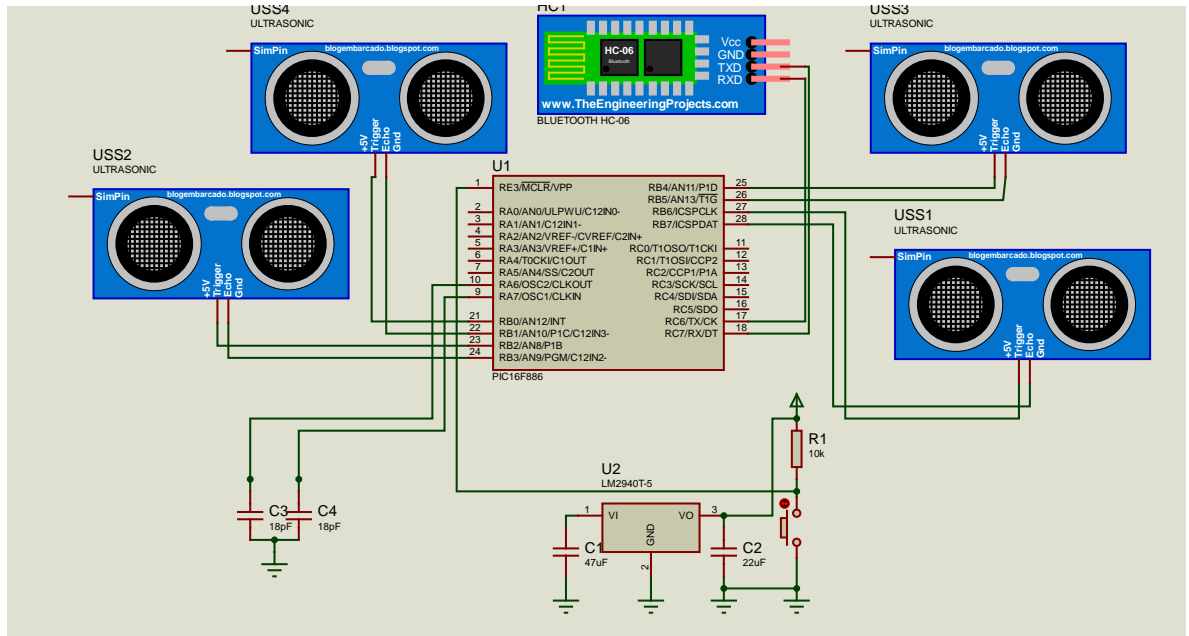 USS4
ULTRASONIC
SimPin
blogembarcado.blogspot.com
+5V
Trigger
Echo
Gnd
HC1
HC-06
Bluetooth
Vcc
GND
TXD
RXD
www.TheEngineeringProjects.com
BLUETOOTH HC-06
USS3
ULTRASONIC
SimPin
blogembarcado.blogspot.com
+5V
Trigger
Echo
Gnd
USS2
ULTRASONIC
SimPin
blogembarcado.blogspot.com
+5V
Trigger
Echo
Gnd
U1
1 RE3/MCLR/VPP
2 RA0/AN0/ULPWU/C12IN0-
3 RA1/AN1/C12IN1-
4 RA2/AN2/VREF-/CVREF/C2IN+
5 RA3/AN3/VREF+/C1IN+
6 RA4/T0CKI/C1OUT
7 RA5/AN4/SS/C2OUT
10 RA6/OSC2/CLKOUT
9 RA7/OSC1/CLKIN
21 RB0/AN12/INT
22 RB1/AN10/P1C/C12IN3-
23 RB2/AN8/P1B
24 RB3/AN9/PGM/C12IN2-
RB4/AN11/P1D 25
RB5/AN13/T1G 26
RB6/ICSPCLK 27
RB7/ICSPDAT 28
RC0/T1OSO/T1CKI 11
RC1/T1OSI/CCP2 12
RC2/CCP1/P1A 13
RC3/SCK/SCL 14
RC4/SDI/SDA 15
RC5/SDO 16
RC6/TX/CK 17
RC7/RX/DT 18
PIC16F886
USS1
ULTRASONIC
SimPin
blogembarcado.blogspot.com
+5V
Trigger
Echo
Gnd
R1
10k
U2
LM2940T-5
1 VI
VO 3
GND
2
C3
18pF
C4
18pF
C1
47uF
C2
22uF